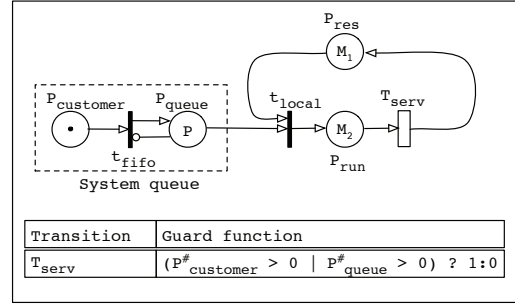 P_res
M_1
P_customer P_queue t_local T_serv
P M_2
t_fifo P_run
System queue
Transition Guard function
T_serv (P^#_customer > 0 | P^#_queue > 0) ? 1:0